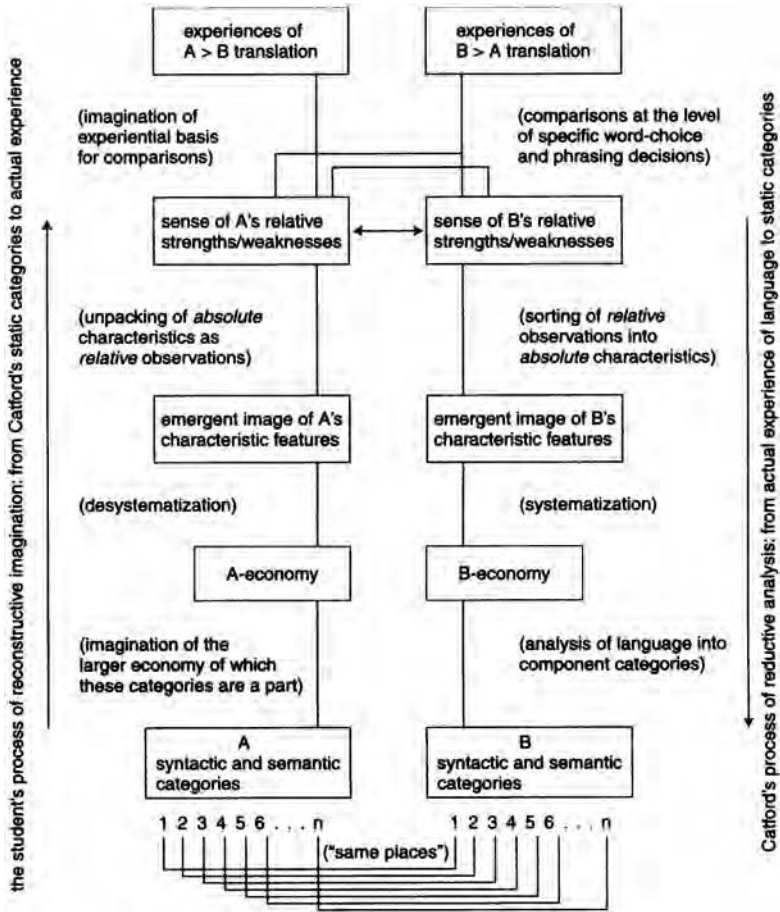 experiences of
A > B translation
experiences of
B > A translation
(imagination of
experiential basis
for comparisons)
(comparisons at the level
of specific word-choice
and phrasing decisions)
sense of A's relative
strengths/weaknesses
sense of B's relative
strengths/weaknesses
(unpacking of absolute
characteristics as
relative observations)
(sorting of relative
observations into
absolute characteristics)
emergent image of A's
characteristic features
emergent image of B's
characteristic features
(desystematization)
(systematization)
A-economy
B-economy
(imagination of the
larger economy of which
these categories are a part)
(analysis of language into
component categories)
A
syntactic and semantic
categories
B
syntactic and semantic
categories
1 2 3 4 5 6 . . . n
1 2 3 4 5 6 . . . n
("same places")
the student's process of reconstructive imagination: from Catford's static categories to actual experience
Catford's process of reductive analysis: from actual experience of language to static categories